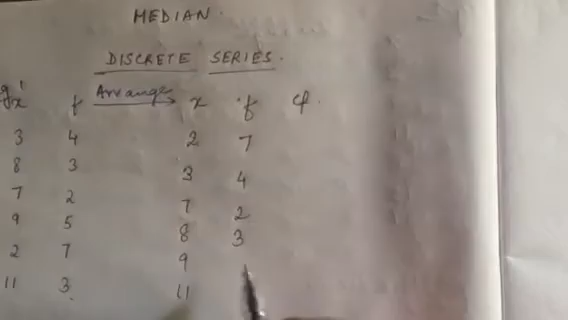 MEDIAN.
DISCRETE SERIES.
x f Arrange x f cf.
3 4 2 7
8 3 3 4
7 2 7 2
9 5 8 3
2 7 9
11 3 11